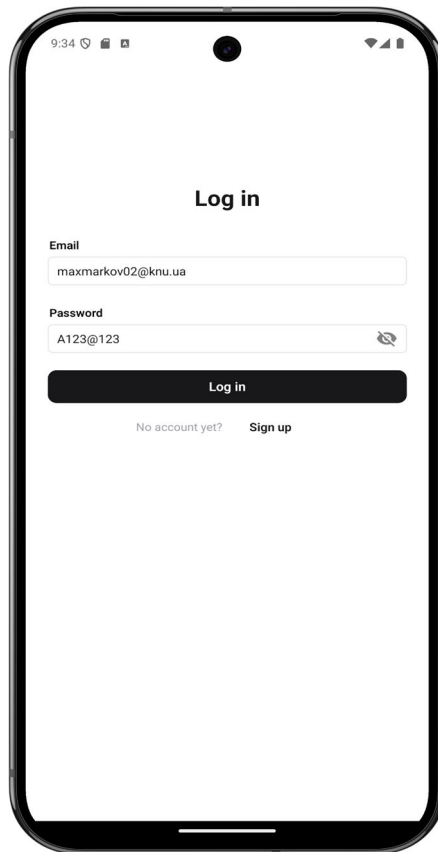 9:34
Log in
Email
maxmarkov02@knu.ua
Password
A123@123
Log in
No account yet? Sign up